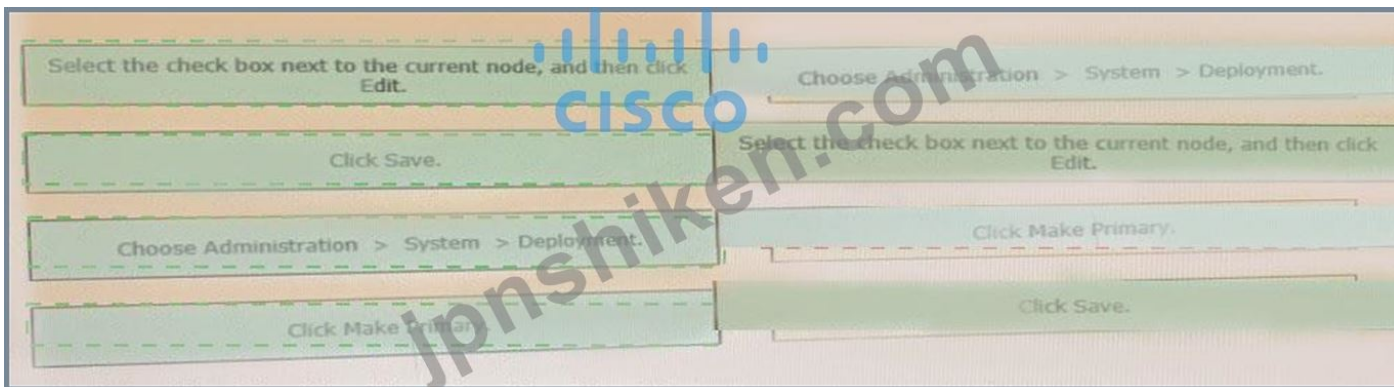 Select the check box next to the current node, and then click
Edit.
Click Save.
Choose Administration > System > Deployment.
Click Make Primary.
Choose Administration > System > Deployment.
Select the check box next to the current node, and then click
Edit.
Click Make Primary.
Click Save.
CISCO
jpnshiken.com